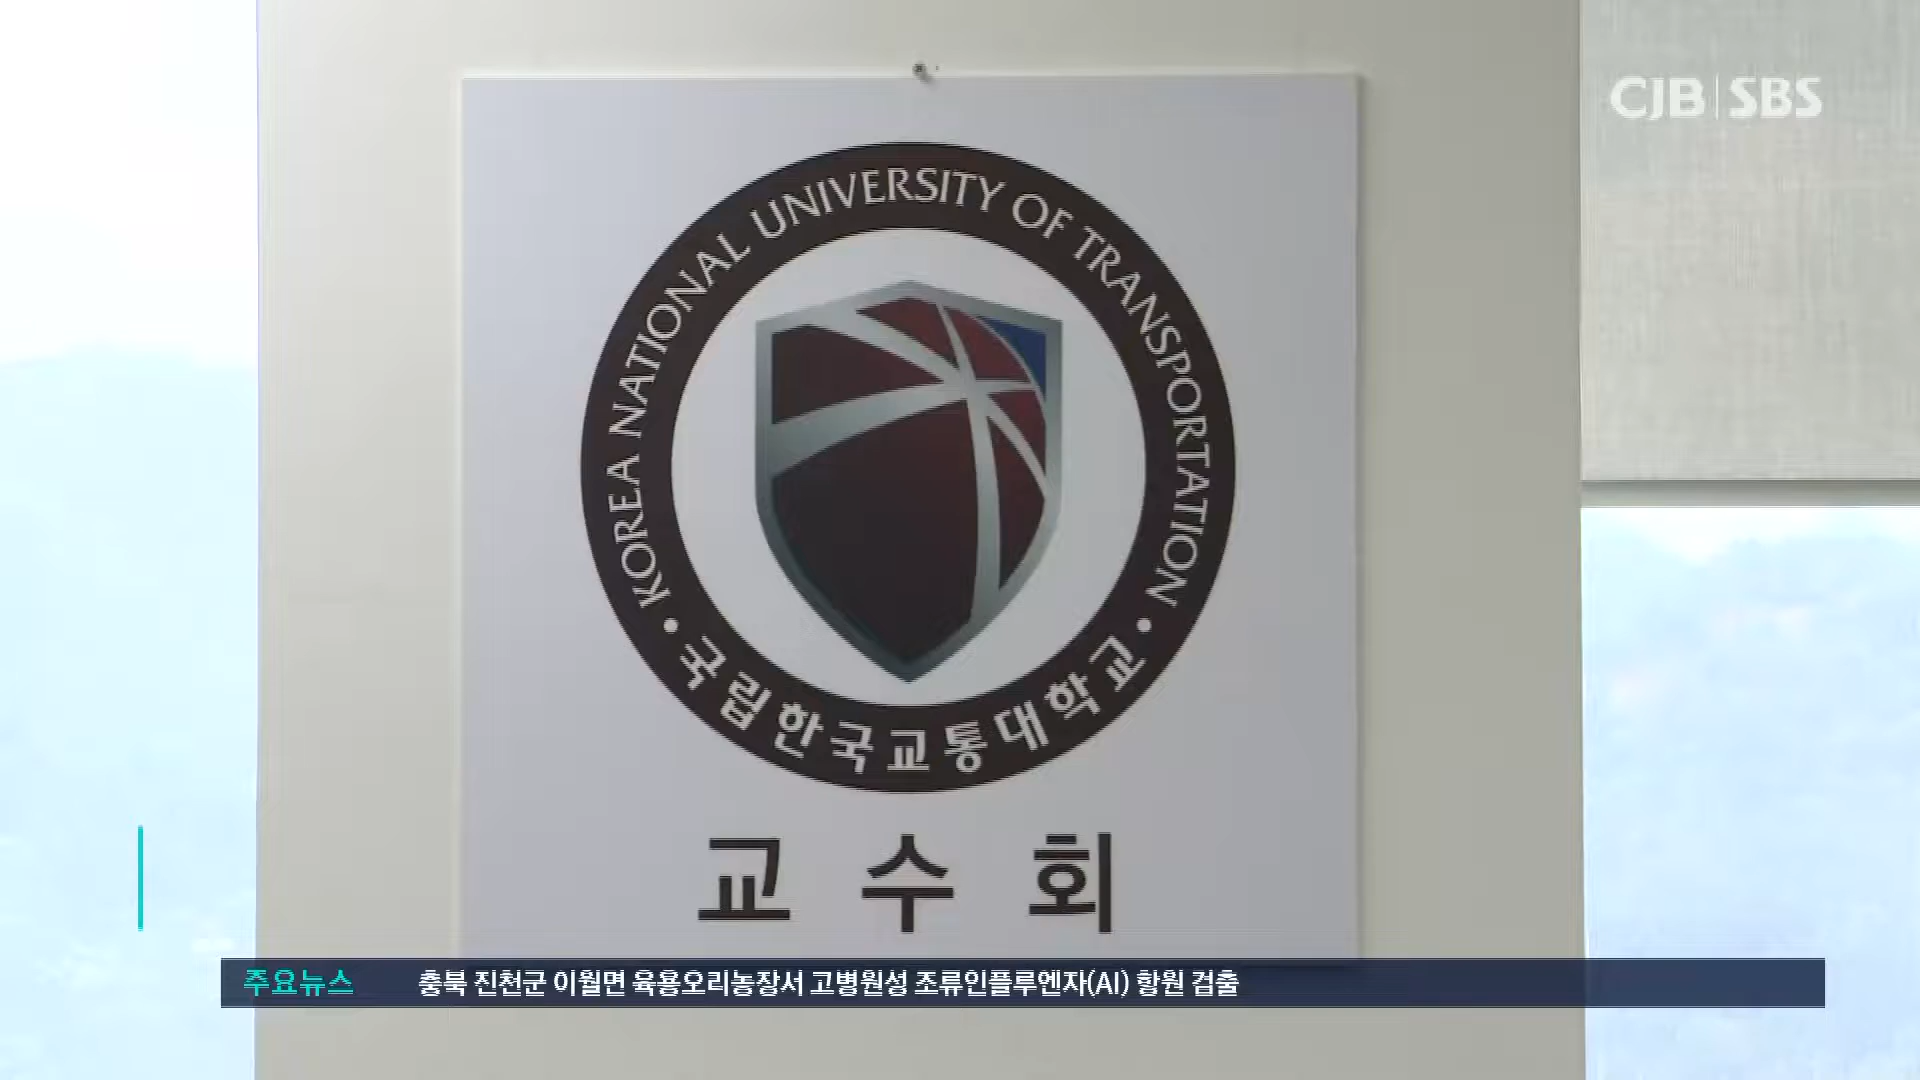 CJB SBS
KOREA NATIONAL UNIVERSITY OF TRANSPORTATION
국립한국교통대학교
교수회
주요뉴스 충북 진천군 이월면 육용오리농장서 고병원성 조류인플루엔자(AI) 항원 검출